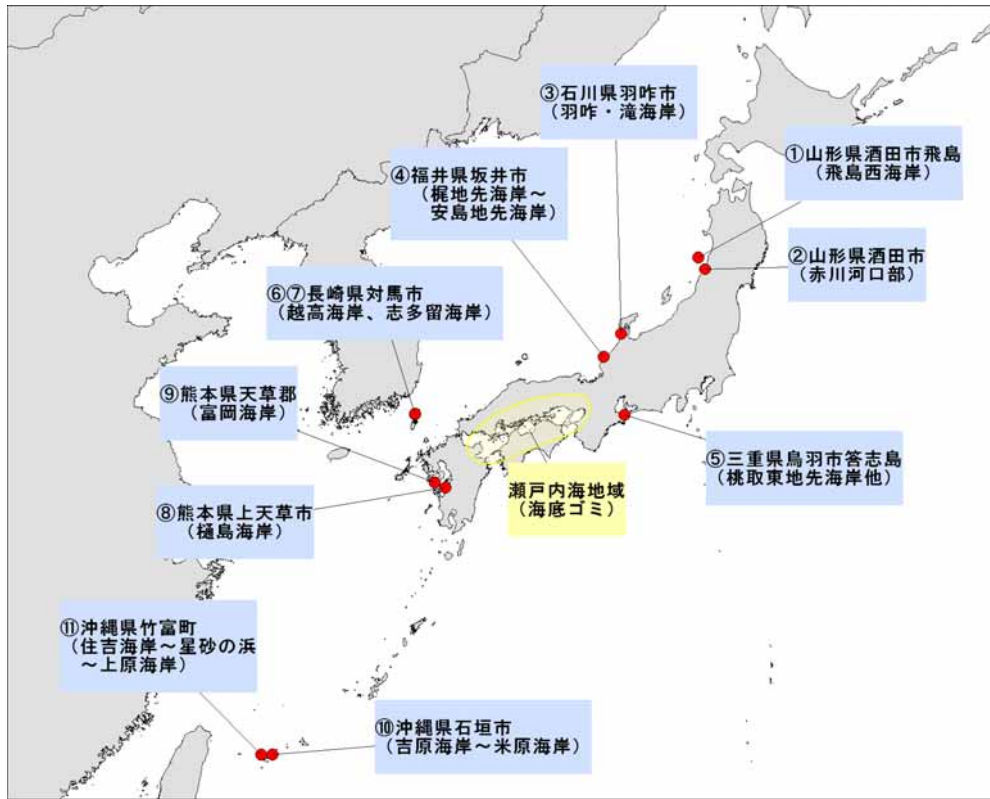 ③石川県羽咋市
(羽咋・滝海岸)
①山形県酒田市飛島
(飛島西海岸)
④福井県坂井市
(梶地先海岸~
安島地先海岸)
②山形県酒田市
(赤川河口部)
⑥⑦長崎県対馬市
(越高海岸、志多留海岸)
⑨熊本県天草郡
(富岡海岸)
⑤三重県鳥羽市答志島
(桃取東地先海岸他)
瀬戸内海地域
(海底ゴミ)
⑧熊本県上天草市
(樋島海岸)
⑪沖縄県竹富町
(住吉海岸~星砂の浜
~上原海岸)
⑩沖縄県石垣市
(吉原海岸~米原海岸)